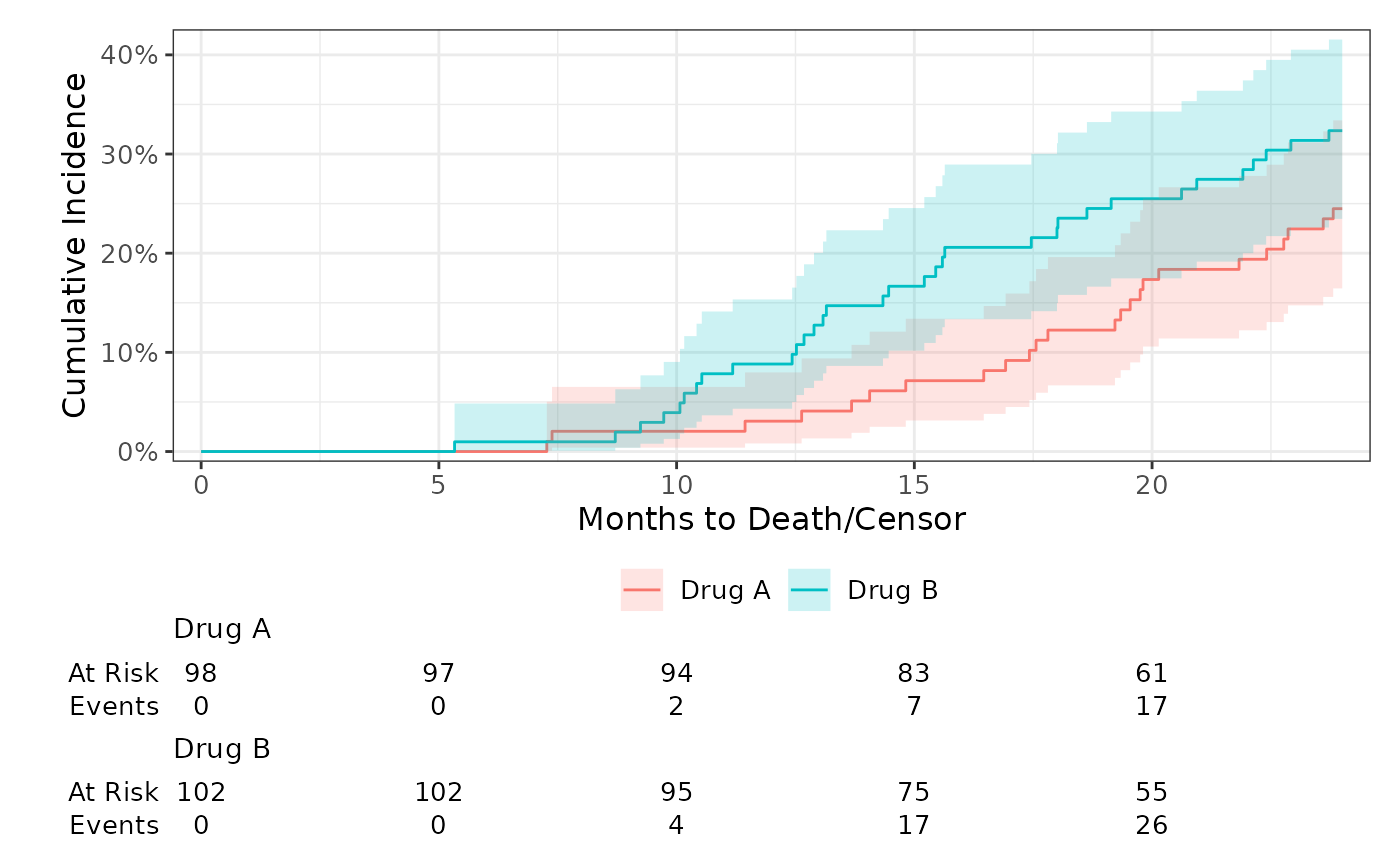 40%
30%
20%
10%
0%
Cumulative Incidence
0 5 10 15 20
Months to Death/Censor
Drug A Drug B
Drug A
At Risk 98 97 94 83 61
Events 0 0 2 7 17
Drug B
At Risk 102 102 95 75 55
Events 0 0 4 17 26